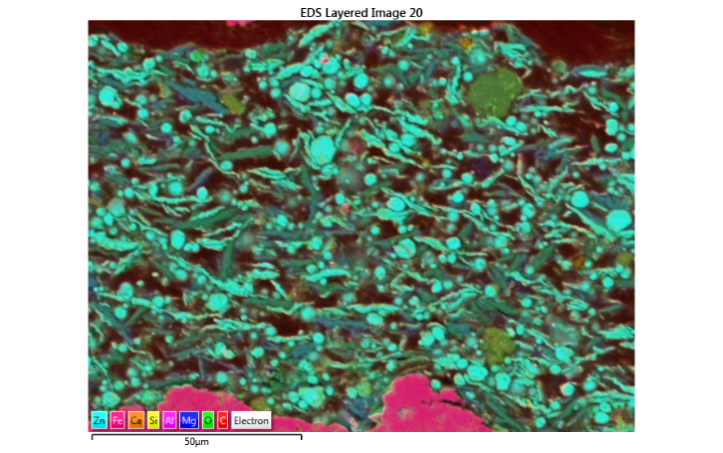 EDS Layered Image 20
Zn Fe Ca Si Al Mg O C Electron
50µm